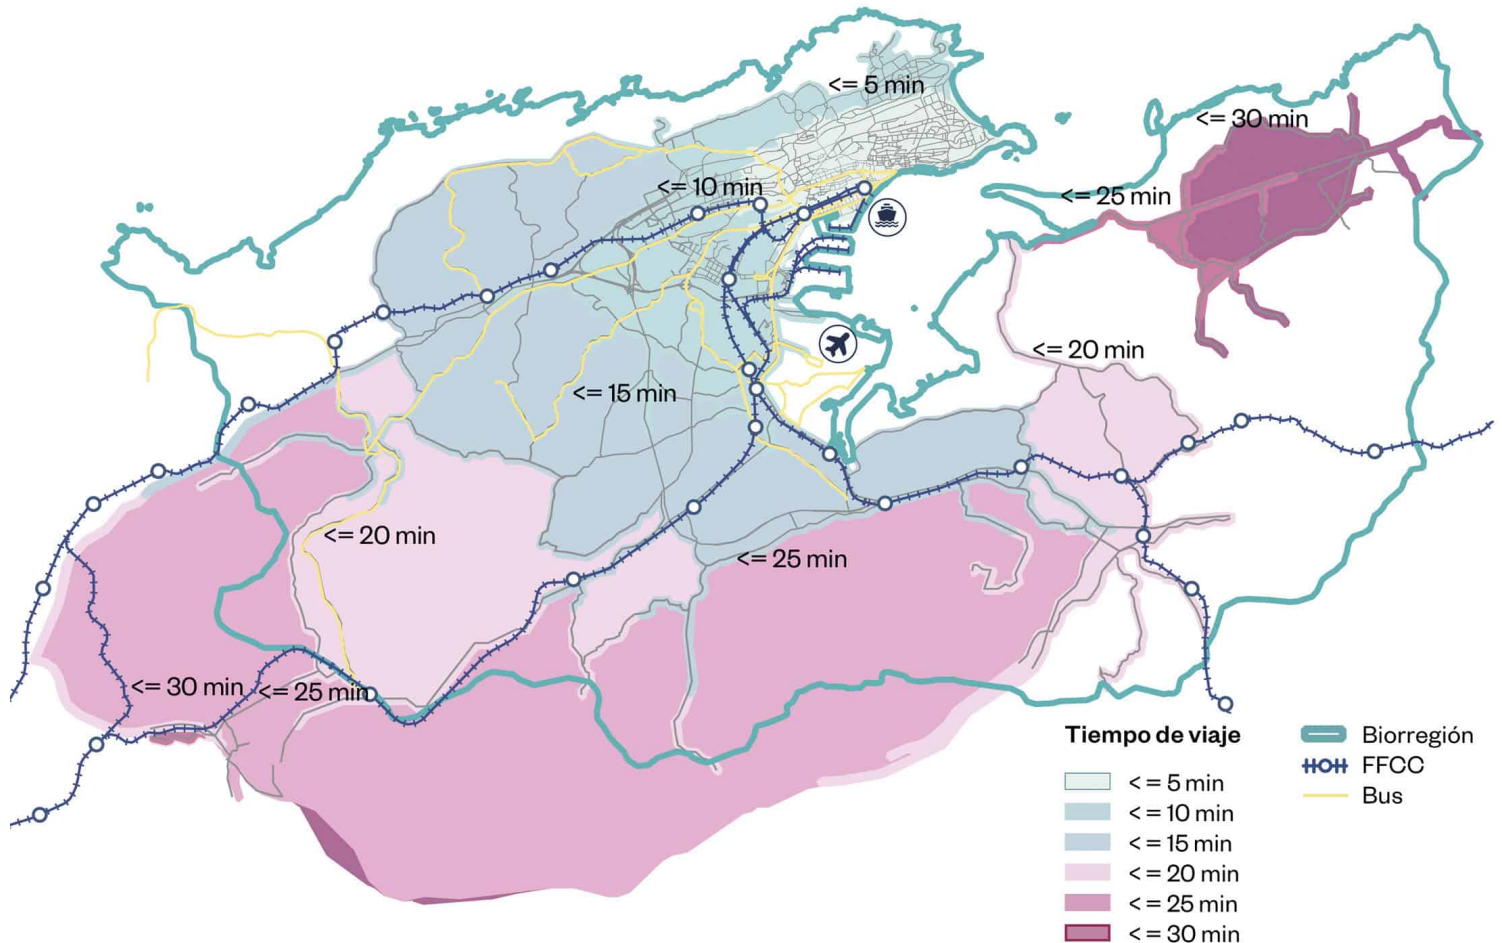 <= 5 min
<= 30 min
<= 10 min
<= 25 min
<= 20 min
<= 15 min
<= 20 min
<= 25 min
<= 30 min
<= 25 min
Tiempo de viaje
<= 5 min
<= 10 min
<= 15 min
<= 20 min
<= 25 min
<= 30 min
Biorregión
FFCC
Bus